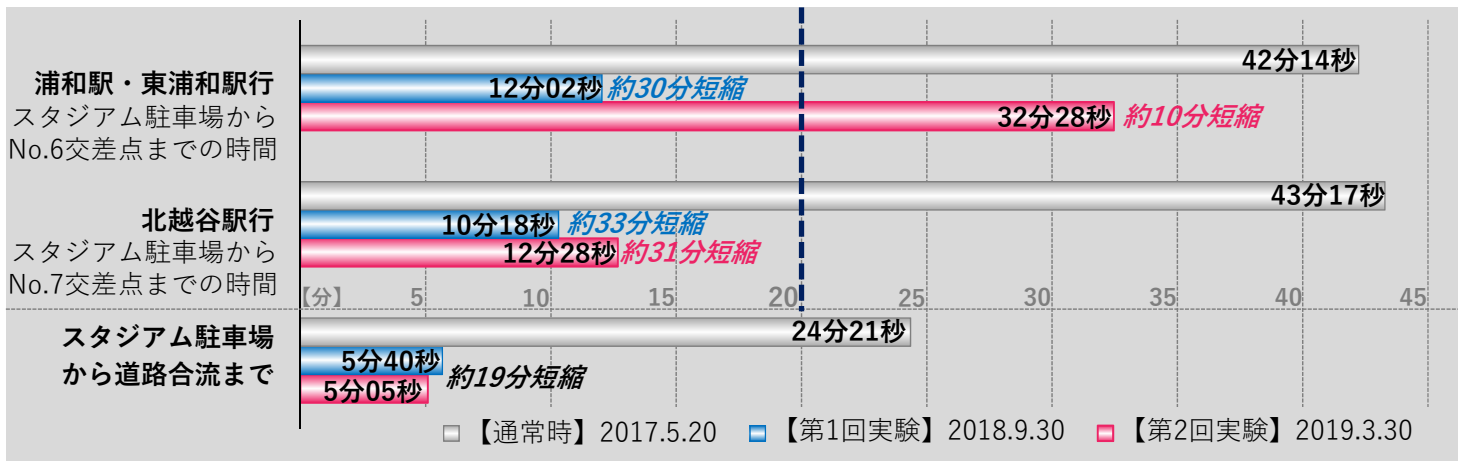 42分14秒
浦和駅・東浦和駅行
12分02秒 約30分短縮
スタジアム駐車場から
32分28秒 約10分短縮
No.6交差点までの時間
43分17秒
北越谷駅行
10分18秒 約33分短縮
スタジアム駐車場から
12分28秒 約31分短縮
No.7交差点までの時間
【分】 5 10 15 20 25 30 35 40 45
スタジアム駐車場
24分21秒
から道路合流まで
5分40秒
約19分短縮
5分05秒
【通常時】2017.5.20 【第1回実験】2018.9.30 【第2回実験】2019.3.30